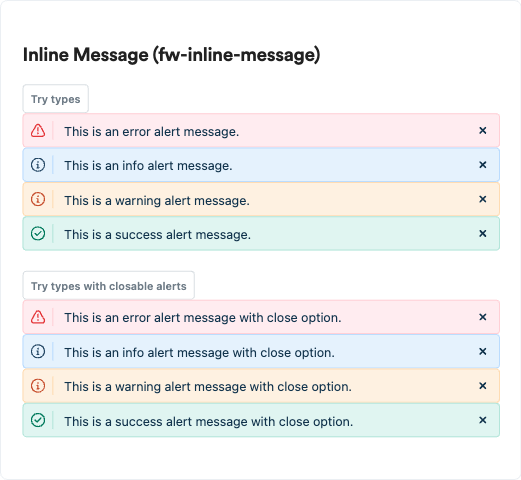 Inline Message (fw-inline-message)
Try types
This is an error alert message.
This is an info alert message.
This is a warning alert message.
This is a success alert message.
Try types with closable alerts
This is an error alert message with close option.
This is an info alert message with close option.
This is a warning alert message with close option.
This is a success alert message with close option.